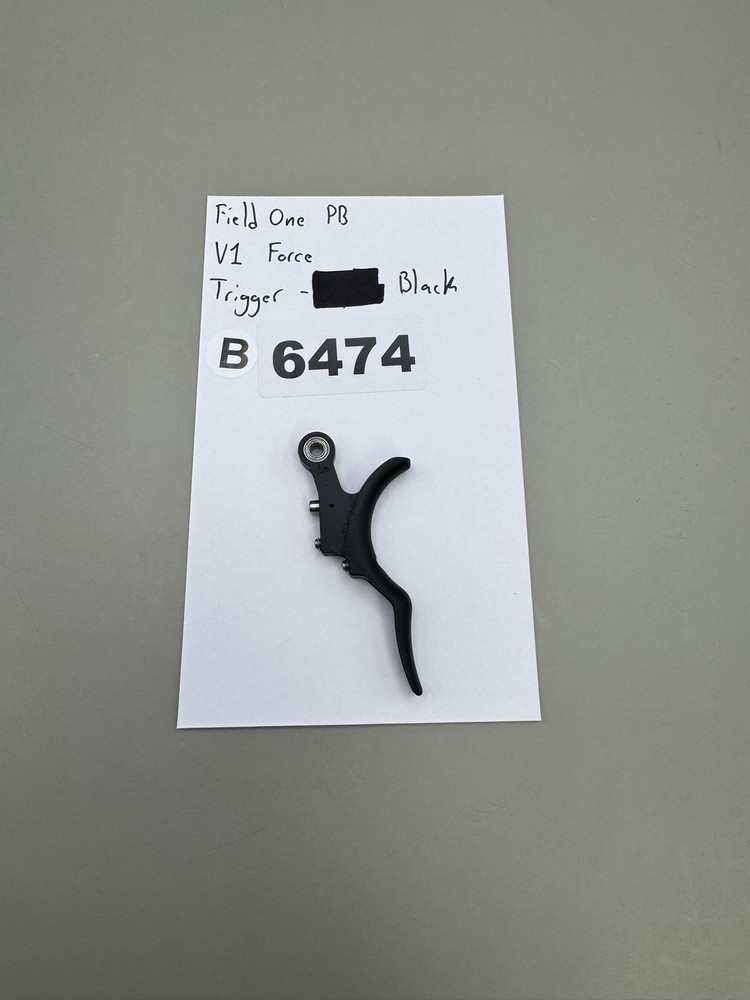 Field One PB
V1 Force
Trigger - Black
B 6474